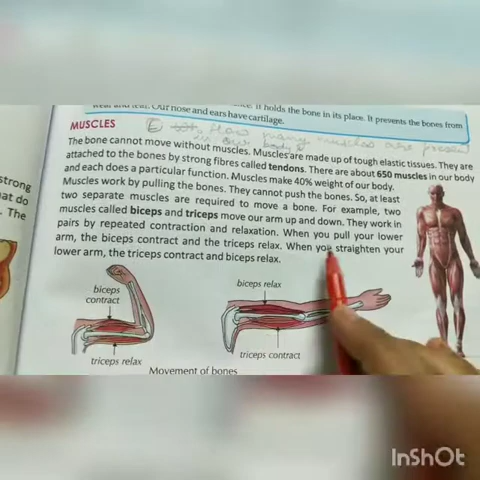 It holds the bone in its place. It prevents the bones from
wear and tear. Our nose and ears have cartilage.
MUSCLES
How many muscles are present
in our body?
The bone cannot move without muscles. Muscles are made up of tough elastic tissues. They are
attached to the bones by strong fibres called tendons. There are about 650 muscles in our body
and each does a particular function. Muscles make 40% weight of our body.
Muscles work by pulling the bones. They cannot push the bones. So, at least
two separate muscles are required to move a bone. For example, two
muscles called biceps and triceps move our arm up and down. They work in
pairs by repeated contraction and relaxation. When you pull your lower
arm, the biceps contract and the triceps relax. When you straighten your
lower arm, the triceps contract and biceps relax.
strong
at do
. The
biceps
contract
triceps relax
biceps relax
triceps contract
Movement of bones
InShOt